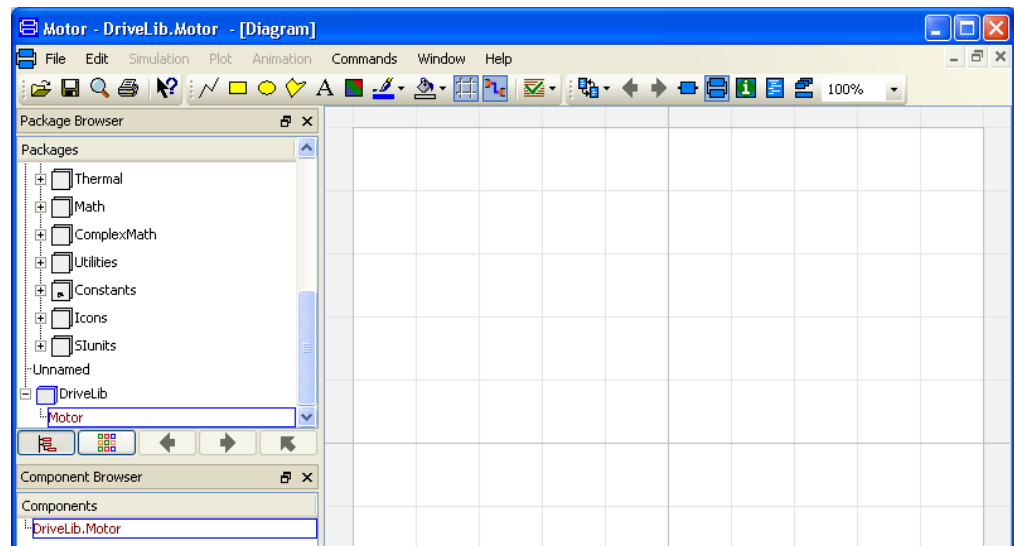 Motor - DriveLib.Motor - [Diagram]
File Edit Simulation Plot Animation Commands Window Help
A 100%
Package Browser
Packages
Thermal
Math
ComplexMath
Utilities
Constants
Icons
SIunits
Unnamed
DriveLib
Motor
Component Browser
Components
DriveLib.Motor